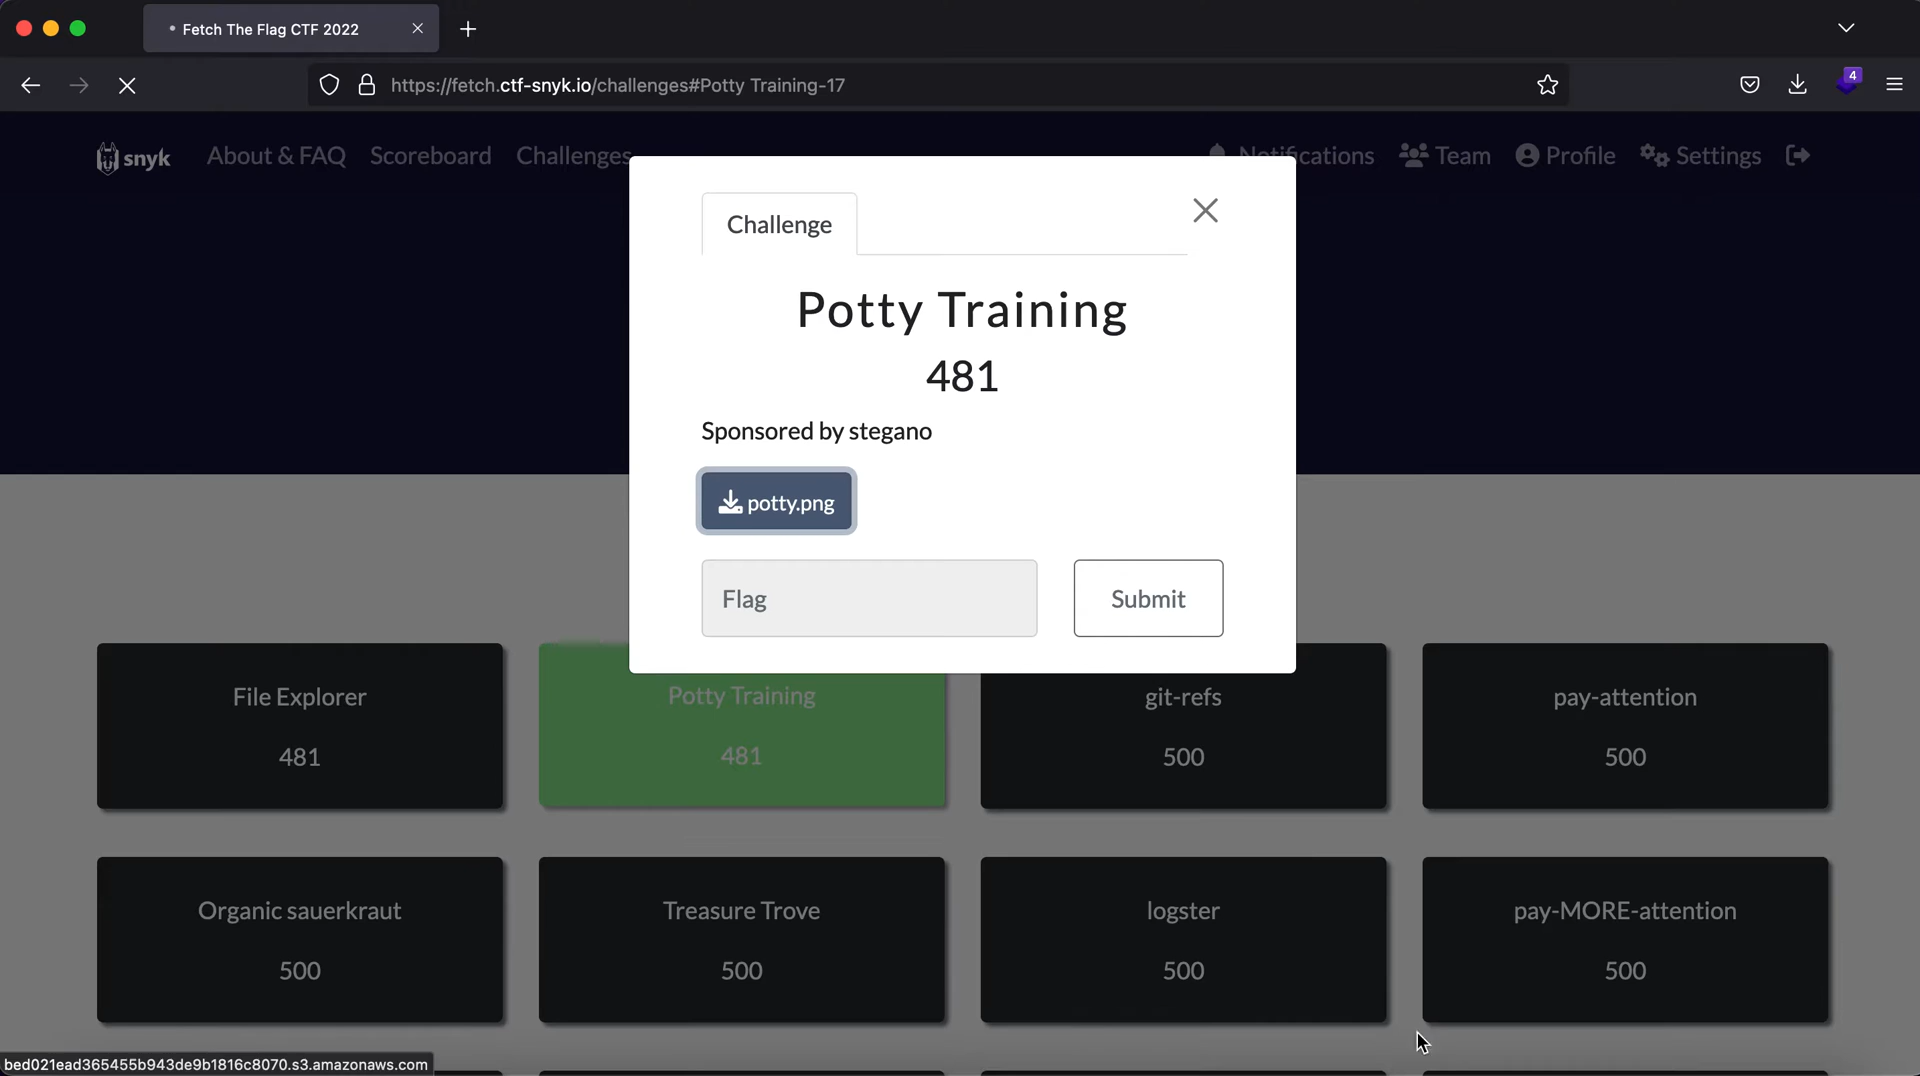 Fetch The Flag CTF 2022
https://fetch.ctf-snyk.io/challenges#Potty Training-17
4
snyk
About & FAQ
Scoreboard
Challenges
Notifications
Team
Profile
Settings
Challenge
Potty Training
481
Sponsored by stegano
potty.png
Flag
Submit
File Explorer
481
Potty Training
481
git-refs
500
pay-attention
500
Organic sauerkraut
500
Treasure Trove
500
logster
500
pay-MORE-attention
500
bed021ead365455b943de9b1816c8070.s3.amazonaws.com